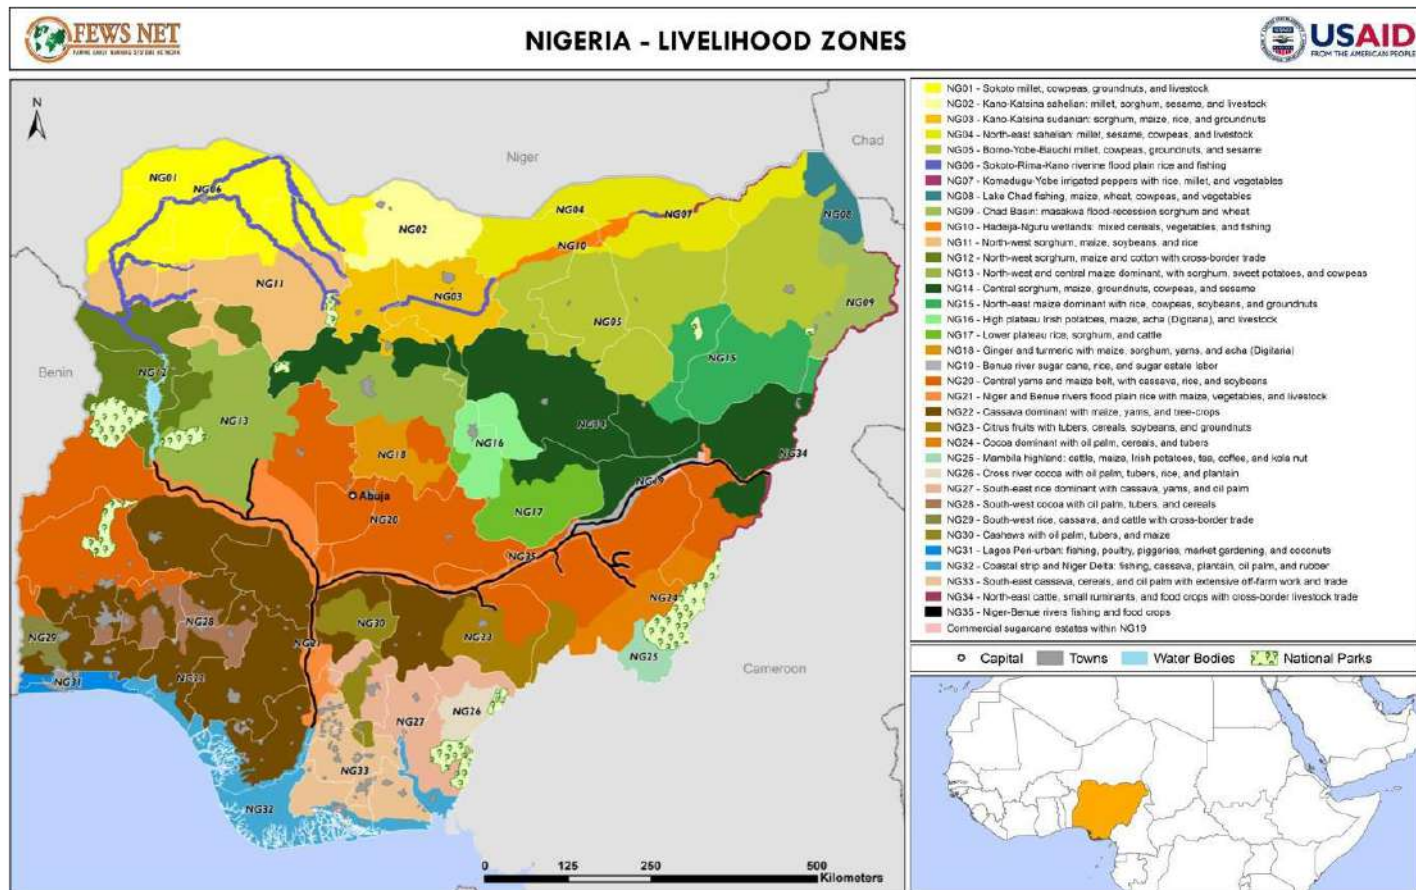 FEWS NET
FAMINE EARLY WARNING SYSTEMS NETWORK
NIGERIA - LIVELIHOOD ZONES
USAID
FROM THE AMERICAN PEOPLE
N
Niger
Chad
Benin
Cameroon
NG01
NG06
NG02
NG04
NG07
NG08
NG10
NG11
NG03
NG05
NG09
NG12
NG15
NG13
NG14
NG16
NG18
NG34
NG19
Abuja
NG20
NG17
NG35
NG24
NG28
NG30
NG23
NG29
NG21
NG25
NG31
NG22
NG27
NG26
NG33
NG32
0 125 250 500
Kilometers
NG01 - Sokoto millet, cowpeas, groundnuts, and livestock
NG02 - Kano-Katsina sahelian: millet, sorghum, sesame, and livestock
NG03 - Kano-Katsina sudanian: sorghum, maize, rice, and groundnuts
NG04 - North-east sahelian: millet, sesame, cowpeas, and livestock
NG05 - Borno-Yobe-Bauchi millet, cowpeas, groundnuts, and sesame
NG06 - Sokoto-Rima-Kano riverine flood plain rice and fishing
NG07 - Komadugu-Yobe irrigated peppers with rice, millet, and vegetables
NG08 - Lake Chad fishing, maize, wheat, cowpeas, and vegetables
NG09 - Chad Basin: masakwa flood-recession sorghum and wheat
NG10 - Hadejia-Nguru wetlands: mixed cereals, vegetables, and fishing
NG11 - North-west sorghum, maize, soybeans, and rice
NG12 - North-west sorghum, maize and cotton with cross-border trade
NG13 - North-west and central maize dominant, with sorghum, sweet potatoes, and cowpeas
NG14 - Central sorghum, maize, groundnuts, cowpeas, and sesame
NG15 - North-east maize dominant with rice, cowpeas, soybeans, and groundnuts
NG16 - High plateau Irish potatoes, maize, acha (Digitaria), and livestock
NG17 - Lower plateau rice, sorghum, and cattle
NG18 - Ginger and turmeric with maize, sorghum, yams, and acha (Digitaria)
NG19 - Benue river sugar cane, rice, and sugar estate labor
NG20 - Central yams and maize belt, with cassava, rice, and soybeans
NG21 - Niger and Benue rivers flood plain rice with maize, vegetables, and livestock
NG22 - Cassava dominant with maize, yams, and tree-crops
NG23 - Citrus fruits with tubers, cereals, soybeans, and groundnuts
NG24 - Cocoa dominant with oil palm, cereals, and tubers
NG25 - Mambila highland: cattle, maize, Irish potatoes, tea, coffee, and kola nut
NG26 - Cross river cocoa with oil palm, tubers, rice, and plantain
NG27 - South-east rice dominant with cassava, yams, and oil palm
NG28 - South-west cocoa with oil palm, tubers, and cereals
NG29 - South-west rice, cassava, and cattle with cross-border trade
NG30 - Cashews with oil palm, tubers, and maize
NG31 - Lagos Peri-urban: fishing, poultry, piggeries, market gardening, and coconuts
NG32 - Coastal strip and Niger Delta: fishing, cassava, plantain, oil palm, and rubber
NG33 - South-east cassava, cereals, and oil palm with extensive off-farm work and trade
NG34 - North-east cattle, small ruminants, and food crops with cross-border livestock trade
NG35 - Niger-Benue rivers fishing and food crops
Commercial sugarcane estates within NG19
Capital Towns Water Bodies National Parks